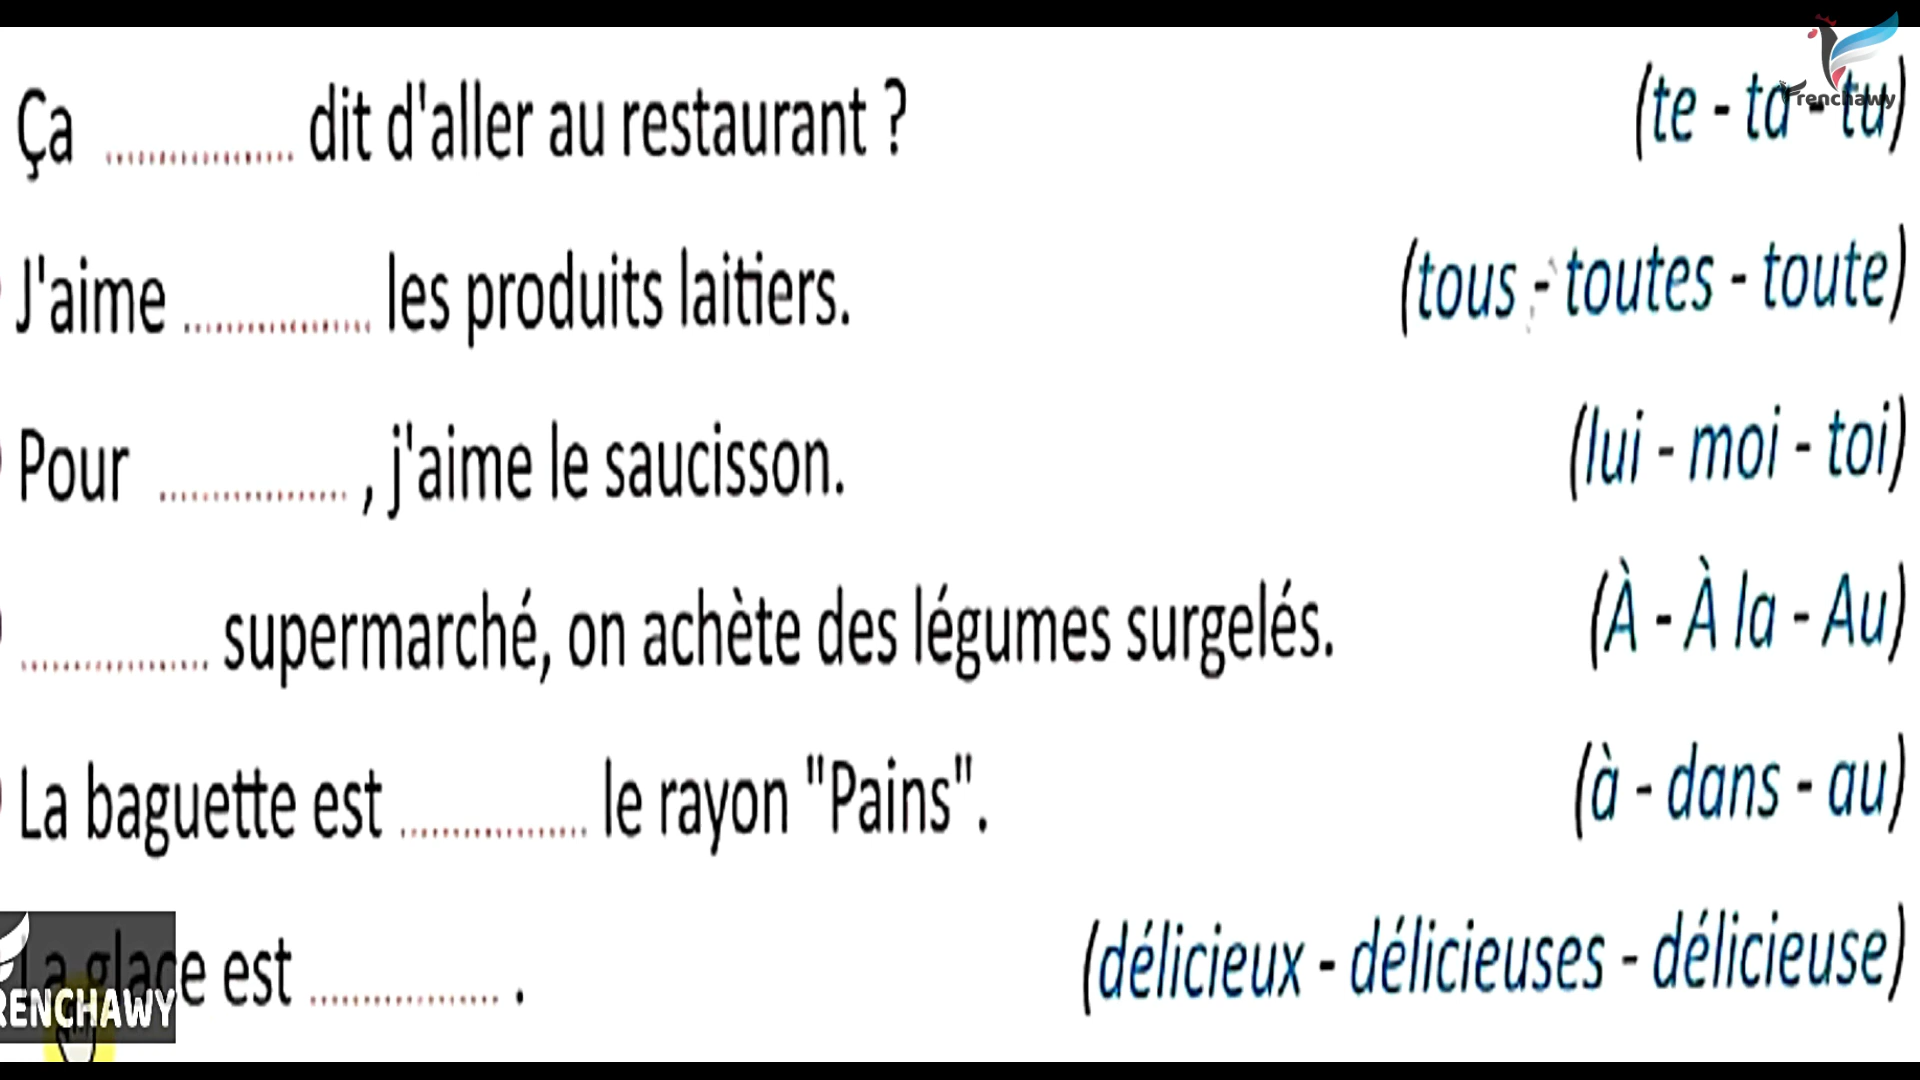 Frenchawy
Ça ................. dit d'aller au restaurant ? (te - ta - tu)
J'aime ................. les produits laitiers. (tous - toutes - toute)
Pour ................. , j'aime le saucisson. (lui - moi - toi)
................. supermarché, on achète des légumes surgelés. (À - À la - Au)
La baguette est ................. le rayon "Pains". (à - dans - au)
La glace est ................. . (délicieux - délicieuses - délicieuse)
RENCHAWY